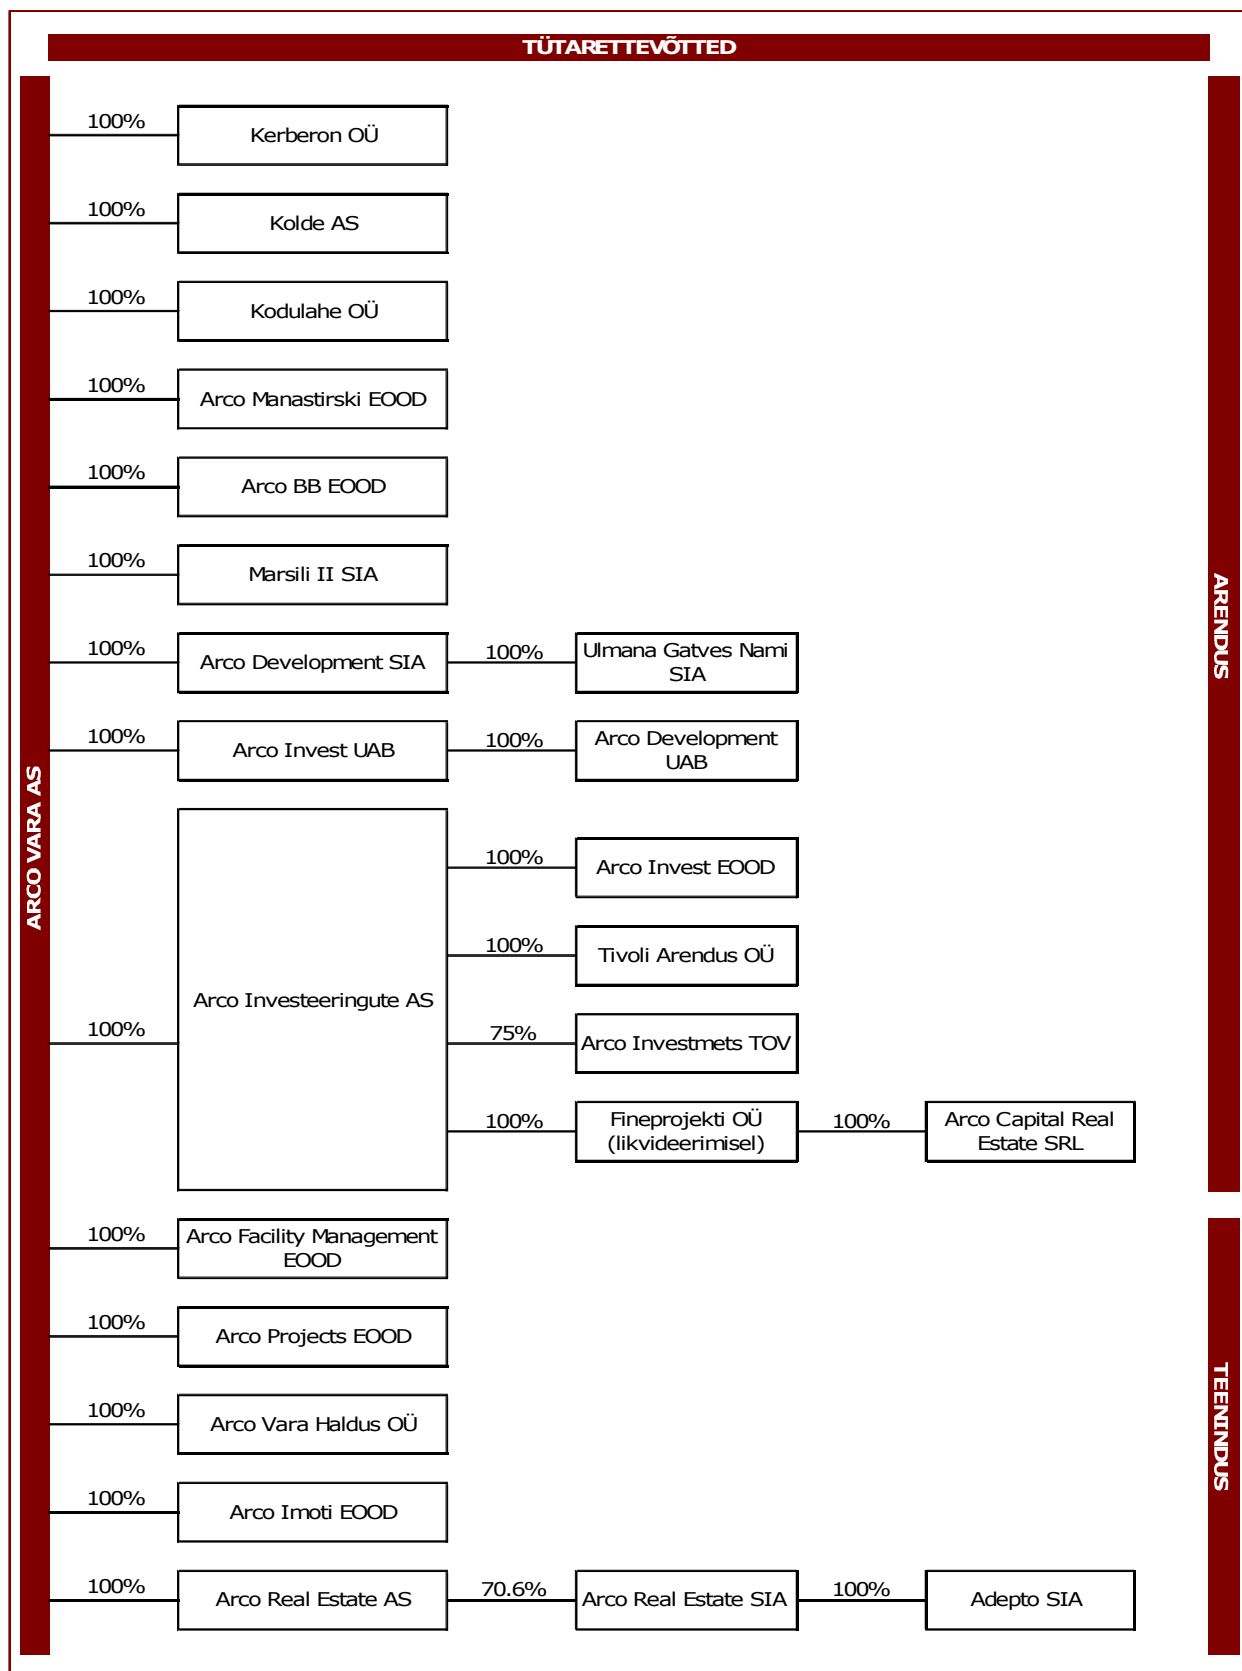 TÜTARETTEVÕTTED
ARCO VARA AS
ARENDUS
100%
Kerberon OÜ
100%
Kolde AS
100%
Kodulahe OÜ
100%
Arco Manastirski EOOD
100%
Arco BB EOOD
100%
Marsili II SIA
100%
Arco Development SIA
100%
Ulmana Gatves Nami
SIA
100%
Arco Invest UAB
100%
Arco Development
UAB
100%
Arco Investeeringute AS
100%
Arco Invest EOOD
100%
Tivoli Arendus OÜ
75%
Arco Investmets TOV
100%
Fineprojekti OÜ
(likvideerimisel)
100%
Arco Capital Real
Estate SRL
TEENINDUS
100%
Arco Facility Management
EOOD
100%
Arco Projects EOOD
100%
Arco Vara Haldus OÜ
100%
Arco Imoti EOOD
100%
Arco Real Estate AS
70.6%
Arco Real Estate SIA
100%
Adepto SIA